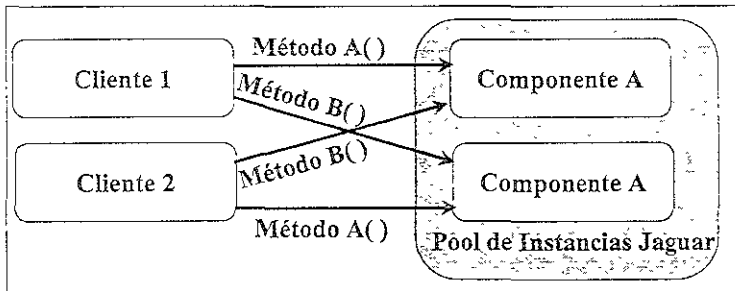 Método A( )
Cliente 1
Componente A
Método B( )
Método B( )
Cliente 2
Componente A
Método A( )
Pool de Instancias Jaguar